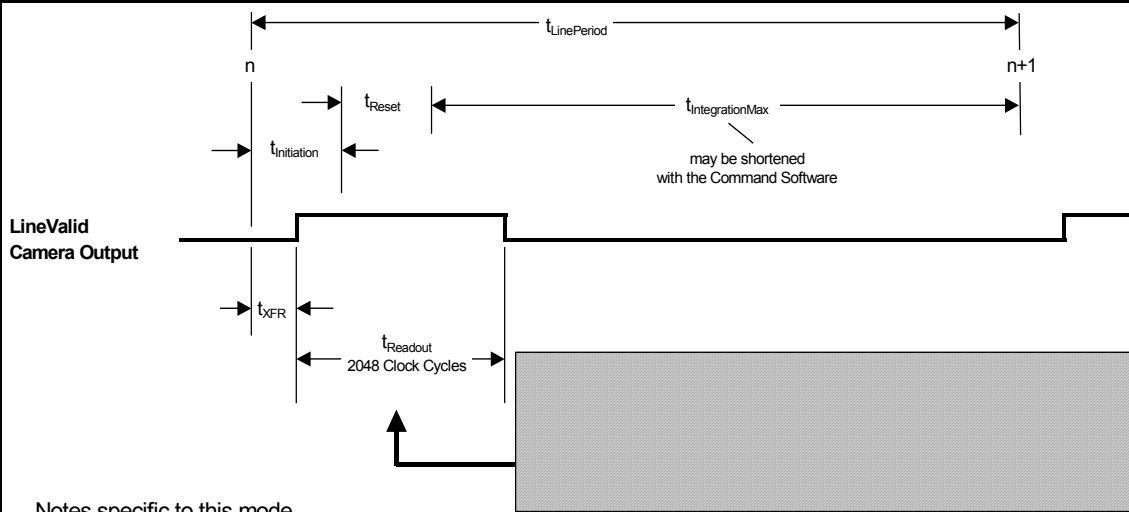 tLinePeriod
n n+1
tReset tIntegrationMax
tInitiation
may be shortened
with the Command Software
LineValid
Camera Output
tXFR
tReadout
2048 Clock Cycles
Notes specific to this mode